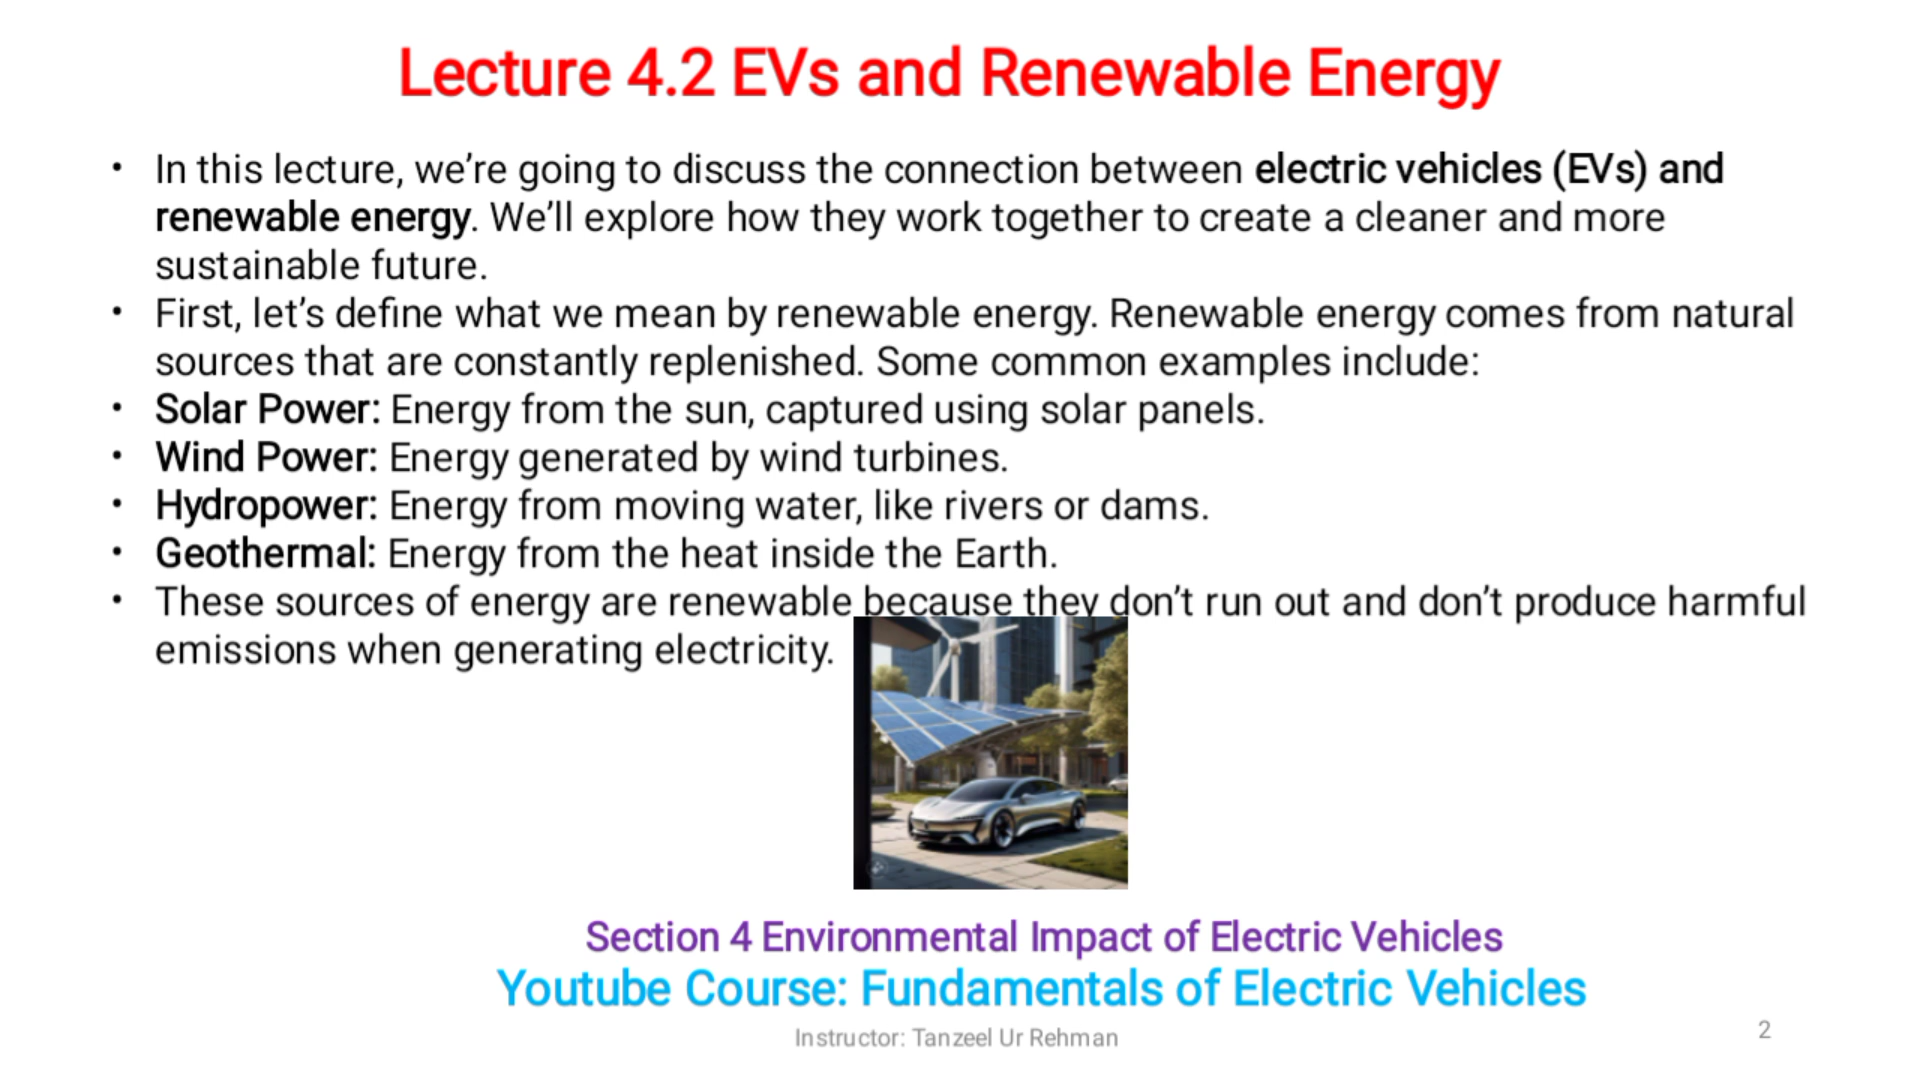 Lecture 4.2 EVs and Renewable Energy
• In this lecture, we’re going to discuss the connection between electric vehicles (EVs) and
renewable energy. We’ll explore how they work together to create a cleaner and more
sustainable future.
• First, let’s define what we mean by renewable energy. Renewable energy comes from natural
sources that are constantly replenished. Some common examples include:
• Solar Power: Energy from the sun, captured using solar panels.
• Wind Power: Energy generated by wind turbines.
• Hydropower: Energy from moving water, like rivers or dams.
• Geothermal: Energy from the heat inside the Earth.
• These sources of energy are renewable because they don’t run out and don’t produce harmful
emissions when generating electricity.
Section 4 Environmental Impact of Electric Vehicles
Youtube Course: Fundamentals of Electric Vehicles
Instructor: Tanzeel Ur Rehman
2